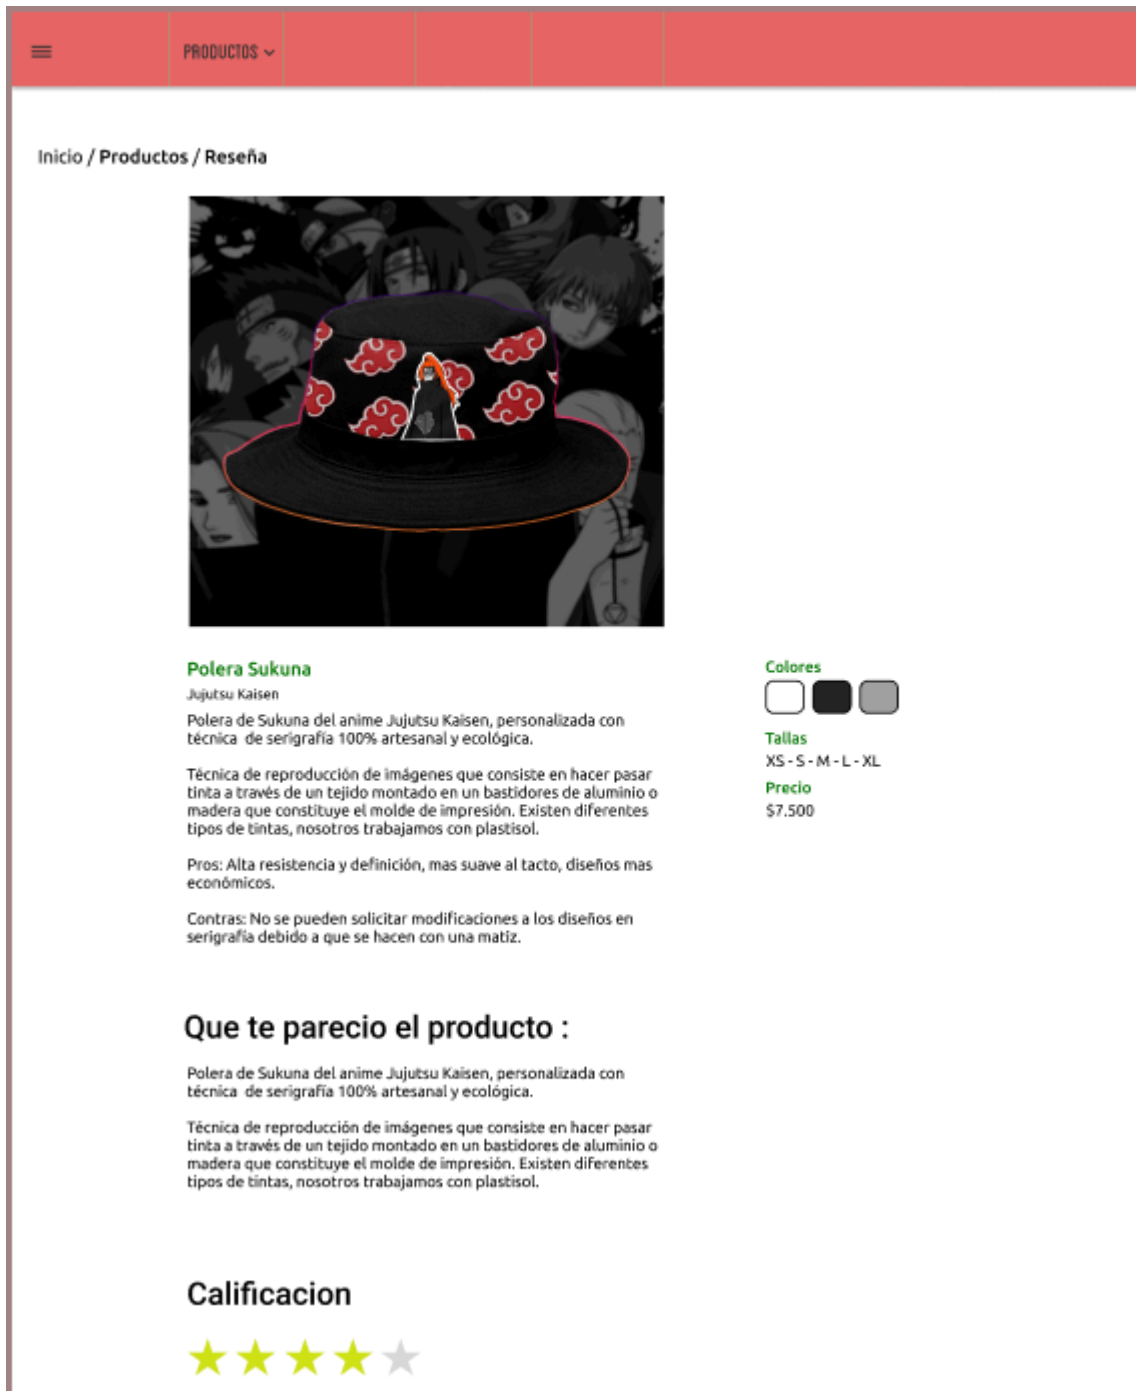 PRODUCTOS
Inicio / Productos / Reseña
Polera Sukuna
Jujutsu Kaisen
Polera de Sukuna del anime Jujutsu Kaisen, personalizada con
técnica  de serigrafía 100% artesanal y ecológica.
Técnica de reproducción de imágenes que consiste en hacer pasar
tinta a través de un tejido montado en un bastidores de aluminio o
madera que constituye el molde de impresión. Existen diferentes
tipos de tintas, nosotros trabajamos con plastisol.
Pros: Alta resistencia y definición, mas suave al tacto, diseños mas
económicos.
Contras: No se pueden solicitar modificaciones a los diseños en
serigrafía debido a que se hacen con una matiz.
Colores
Tallas
XS - S - M - L - XL
Precio
$7.500
Que te parecio el producto :
Polera de Sukuna del anime Jujutsu Kaisen, personalizada con
técnica  de serigrafía 100% artesanal y ecológica.
Técnica de reproducción de imágenes que consiste en hacer pasar
tinta a través de un tejido montado en un bastidores de aluminio o
madera que constituye el molde de impresión. Existen diferentes
tipos de tintas, nosotros trabajamos con plastisol.
Calificacion